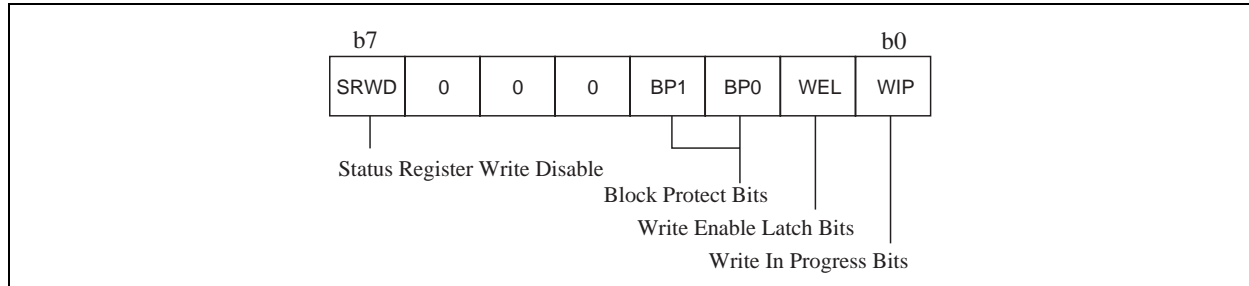 b7 b0
SRWD 0 0 0 BP1 BP0 WEL WIP
Status Register Write Disable
Block Protect Bits
Write Enable Latch Bits
Write In Progress Bits